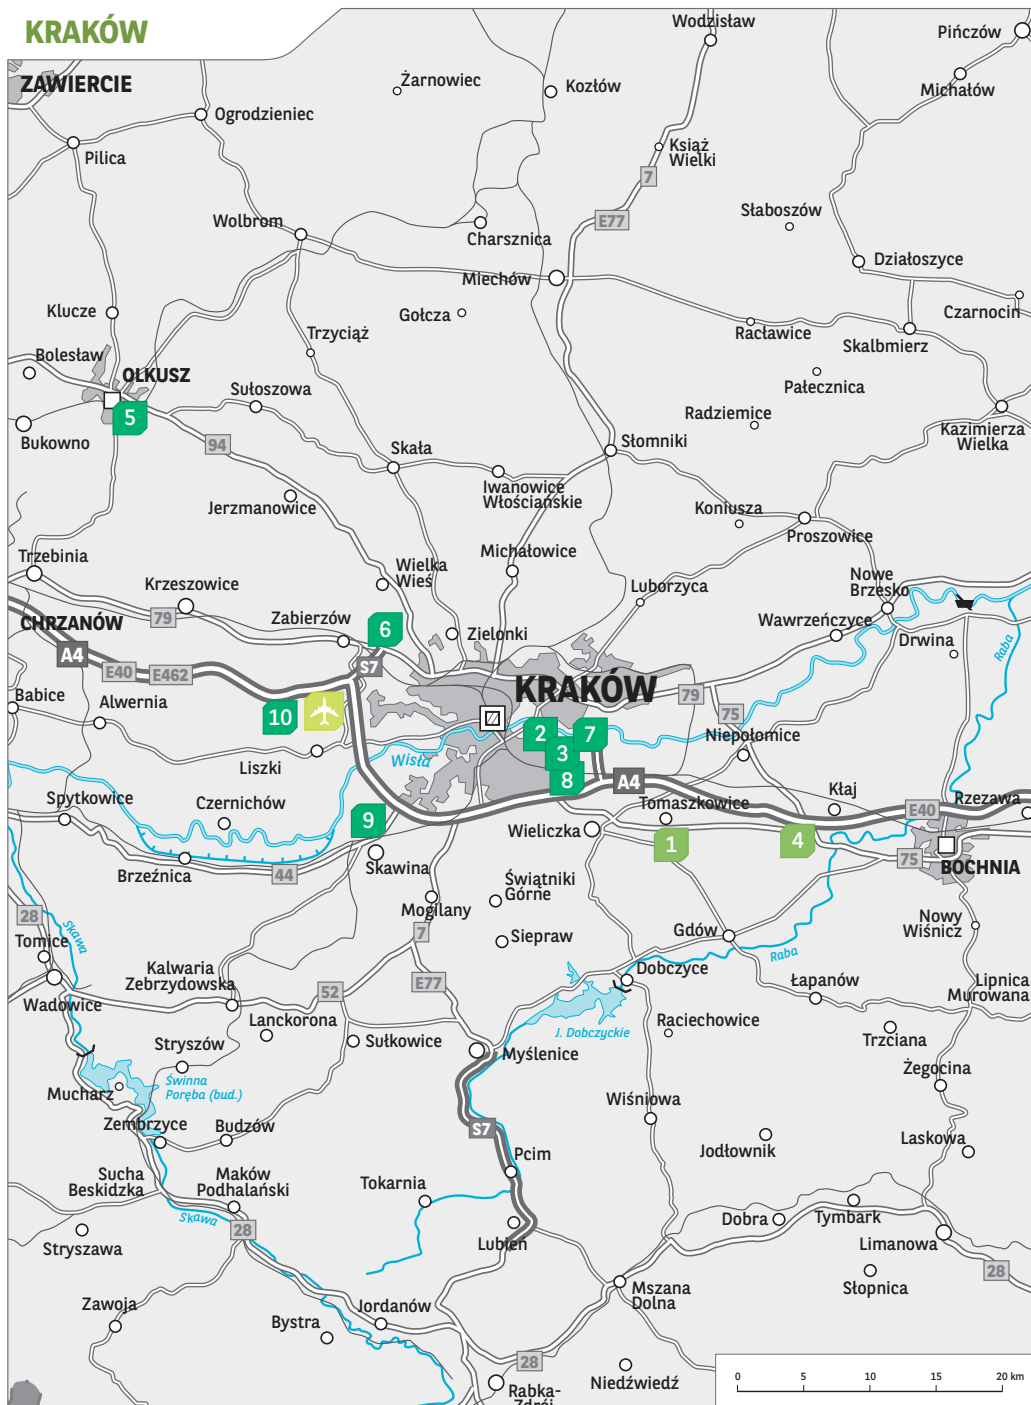 KRAKÓW
Wodzisław
Pińczów
ZAWIERCIE
Żarnowiec
Kozłów
Michałów
Ogrodzieniec
Pilica
Książ
Wielki
7
Słaboszów
Wolbrom
E77
Charsznica
Działoszyce
Miechów
Czarnocin
Klucze
Gołcza
Trzyciąż
Racławice
Skalbmierz
Bolesław
OLKUSZ
Sułoszowa
Pałecznica
5
Radziemice
Bukowno
Kazimierza
Wielka
94
Skała
Słomniki
Iwanowice
Włościańskie
Jerzmanowice
Koniusza
Proszowice
Trzebinia
Michałowice
Wielka
Wieś
Krzeszowice
Luborzyca
Nowe
Brzesko
79
CHRZANÓW
Zabierzów
6
Zielonki
Wawrzeńczyce
Drwina
Raba
A4
E40
E462
S7
KRAKÓW
79
Babice
Alwernia
10
75
2
7
Niepołomice
3
Liszki
Wisła
8
A4
Spytkowice
Czernichów
9
Tomaszkowice
Kłaj
E40
Rzezawa
Wieliczka
1
4
Brzeźnica
44
Skawina
75
BOCHNIA
Świątniki
Górne
28
Skawa
Mogilany
Nowy
Wiśnicz
Tomice
7
Siepraw
Gdów
Raba
Kalwaria
Zebrzydowska
52
E77
Dobczyce
Łapanów
Lipnica
Murowana
Wadowice
Lanckorona
J. Dobczyckie
Raciechowice
Trzciana
Stryszów
Sułkowice
Myślenice
Mucharz
Świnna
Poręba (bud.)
Żegocina
Wiśniowa
Zembrzyce
Budzów
S7
Jodłownik
Laskowa
Pcim
Sucha
Beskidzka
Maków
Podhalański
Tokarnia
Skawa
28
Dobra
Tymbark
Stryszawa
Lubień
Limanowa
28
Mszana
Dolna
Słopnica
Zawoja
Jordanów
Bystra
28
Niedźwiedź
Rabka-
Zdrój
0 5 10 15 20 km